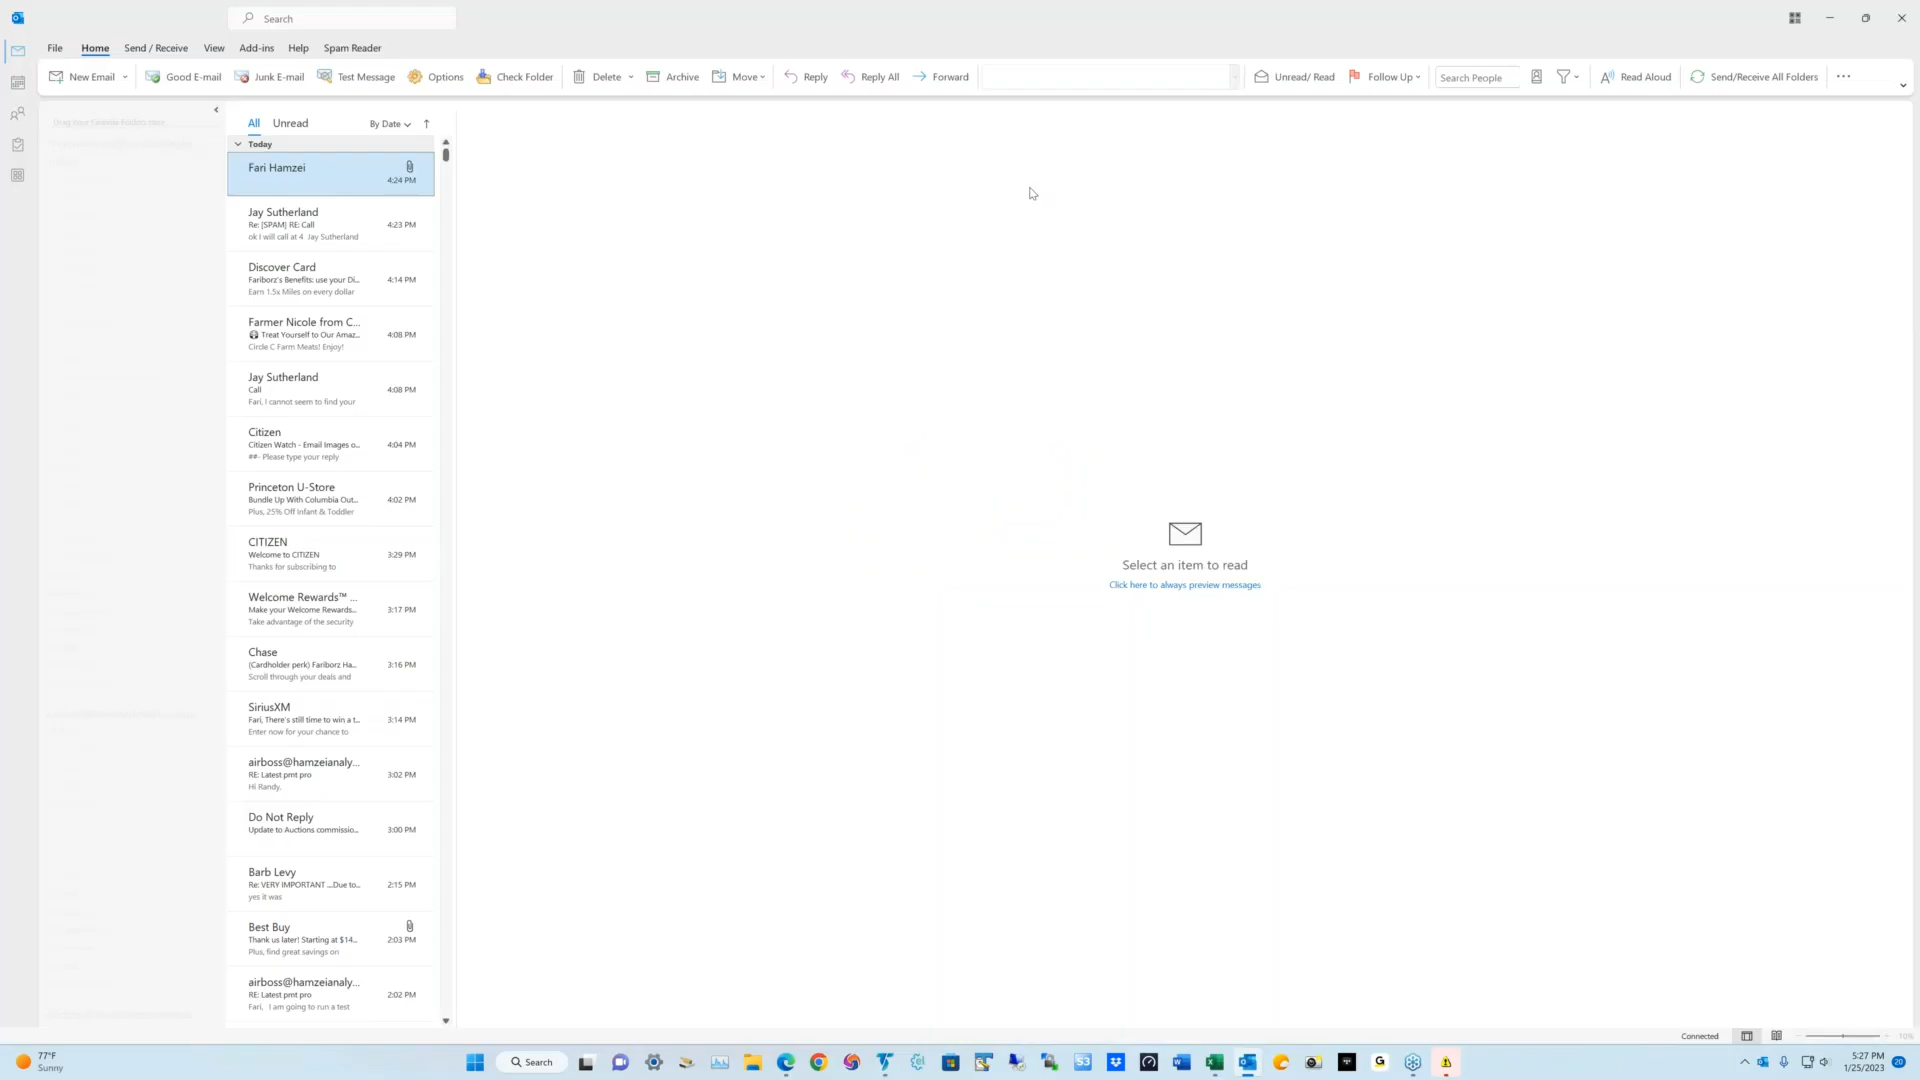 Search
File Home Send / Receive View Add-ins Help Spam Reader
New Email Good E-mail Junk E-mail Test Message Options Check Folder Delete Archive Move Reply Reply All Forward Unread/ Read Follow Up Search People Read Aloud Send/Receive All Folders ...
All Unread By Date
Today
Fari Hamzei
4:24 PM
Jay Sutherland
Re: [SPAM] RE: Call 4:23 PM
ok I will call at 4 Jay Sutherland
Discover Card
Fariborz's Benefits: use your Di... 4:14 PM
Earn 1.5x Miles on every dollar
Farmer Nicole from C...
Treat Yourself to Our Amaz... 4:08 PM
Circle C Farm Meats! Enjoy!
Jay Sutherland
Call 4:08 PM
Fari, I cannot seem to find your
Citizen
Citizen Watch - Email Images o... 4:04 PM
##- Please type your reply
Princeton U-Store
Bundle Up With Columbia Out... 4:02 PM
Plus, 25% Off Infant & Toddler
CITIZEN
Welcome to CITIZEN 3:29 PM
Thanks for subscribing to
Welcome Rewards™ ...
Make your Welcome Rewards... 3:17 PM
Take advantage of the security
Chase
(Cardholder perk) Fariborz Ha... 3:16 PM
Scroll through your deals and
SiriusXM
Fari, There's still time to win a t... 3:14 PM
Enter now for your chance to
airboss@hamzeianaly...
RE: Latest pmt pro 3:02 PM
Hi Randy,
Do Not Reply
Update to Auctions commissio... 3:00 PM
Barb Levy
Re: VERY IMPORTANT ....Due to... 2:15 PM
yes it was
Best Buy
Thank us later! Starting at $14... 2:03 PM
Plus, find great savings on
airboss@hamzeianaly...
RE: Latest pmt pro 2:02 PM
Fari, I am going to run a test
Select an item to read
Click here to always preview messages
Connected
77°F
Sunny
Search
5:27 PM
1/25/2023
20